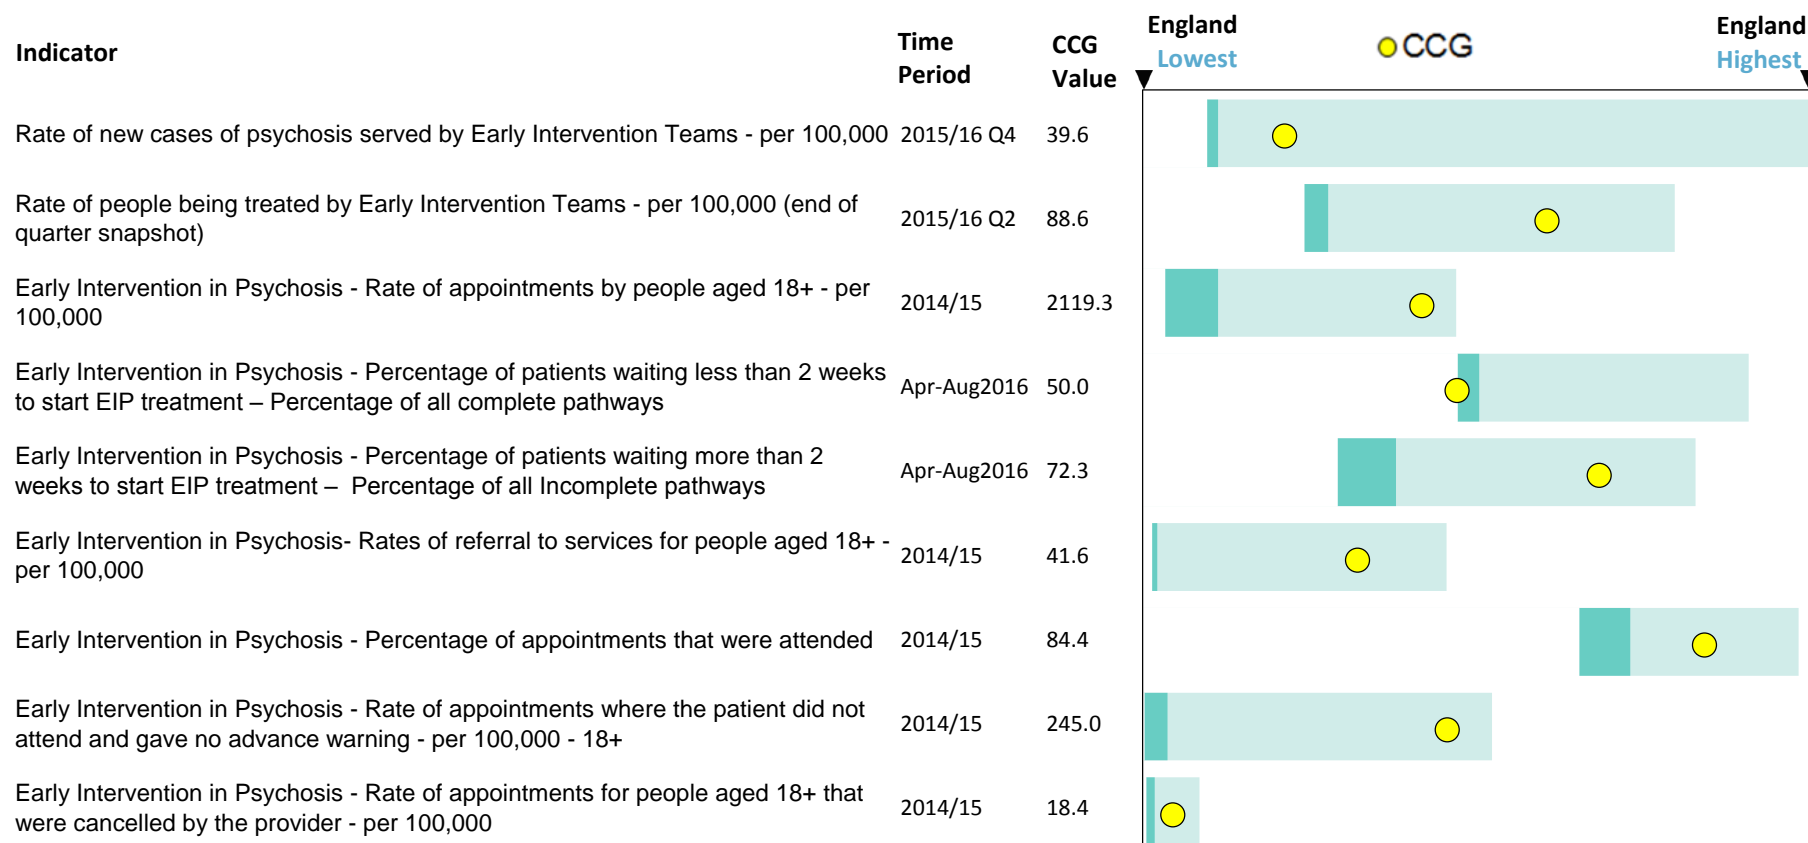 Indicator
Time
Period
CCG
Value
England
Lowest
CCG
England
Highest
Rate of new cases of psychosis served by Early Intervention Teams - per 100,000 2015/16 Q4 39.6
Rate of people being treated by Early Intervention Teams - per 100,000 (end of
quarter snapshot)
2015/16 Q2 88.6
Early Intervention in Psychosis - Rate of appointments by people aged 18+ - per
100,000
2014/15 2119.3
Early Intervention in Psychosis - Percentage of patients waiting less than 2 weeks
to start EIP treatment – Percentage of all complete pathways
Apr-Aug2016 50.0
Early Intervention in Psychosis - Percentage of patients waiting more than 2
weeks to start EIP treatment –  Percentage of all Incomplete pathways
Apr-Aug2016 72.3
Early Intervention in Psychosis- Rates of referral to services for people aged 18+ -
per 100,000
2014/15 41.6
Early Intervention in Psychosis - Percentage of appointments that were attended 2014/15 84.4
Early Intervention in Psychosis - Rate of appointments where the patient did not
attend and gave no advance warning - per 100,000 - 18+
2014/15 245.0
Early Intervention in Psychosis - Rate of appointments for people aged 18+ that
were cancelled by the provider - per 100,000
2014/15 18.4